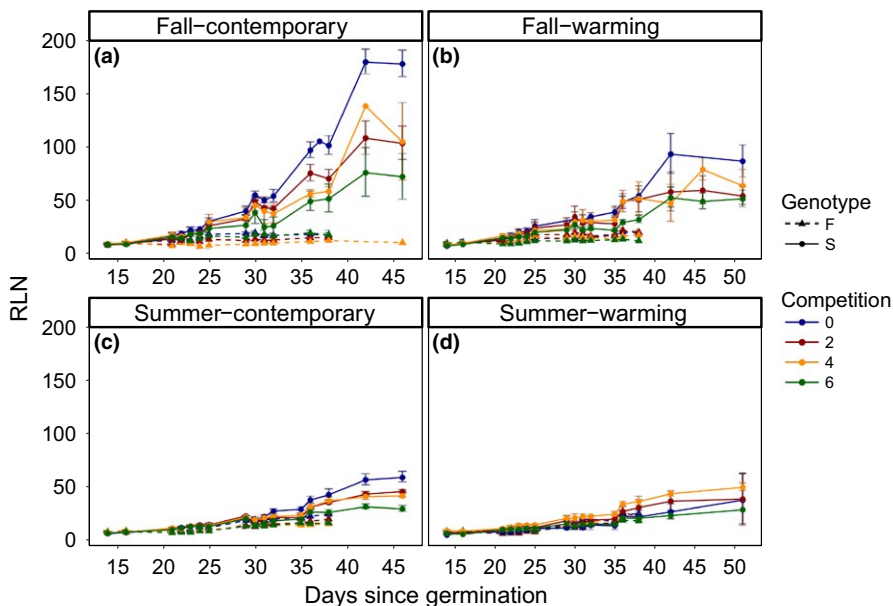 Fall−contemporary
Fall−warming
(a)
(b)
200
150
100
50
0
15 20 25 30 35 40 45
15 20 25 30 35 40 45 50
Summer−contemporary
Summer−warming
(c)
(d)
200
150
100
50
0
15 20 25 30 35 40 45
15 20 25 30 35 40 45 50
RLN
Days since germination
Genotype
F
S
Competition
0
2
4
6